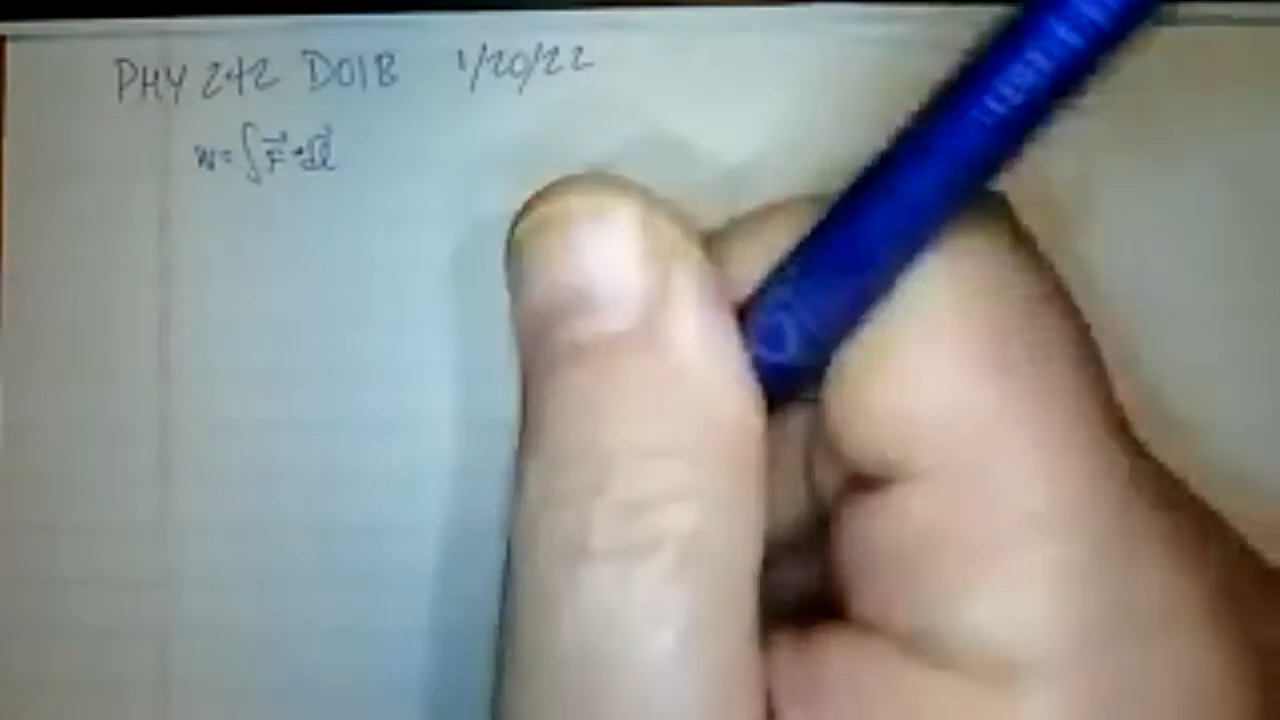 PHY 242 D01B 1/20/22
W = ∫ F⃗ • dl⃗